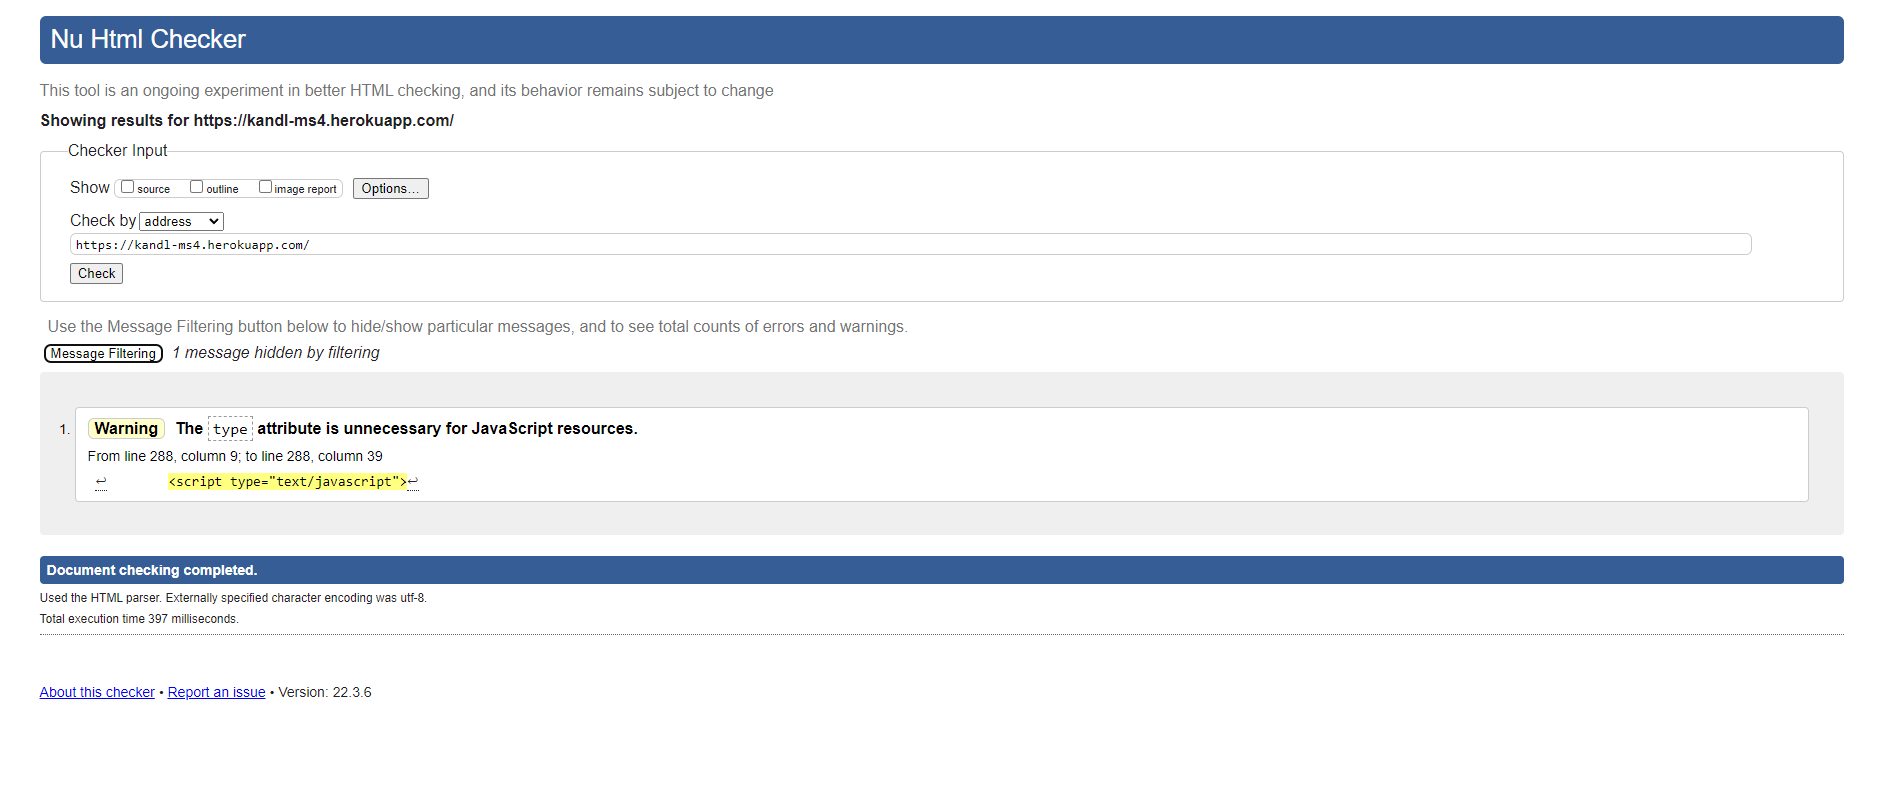 Nu Html Checker
This tool is an ongoing experiment in better HTML checking, and its behavior remains subject to change
Showing results for https://kandl-ms4.herokuapp.com/
Checker Input
Show source outline image report Options...
Check by address
https://kandl-ms4.herokuapp.com/
Check
Use the Message Filtering button below to hide/show particular messages, and to see total counts of errors and warnings.
Message Filtering 1 message hidden by filtering
1. Warning The type attribute is unnecessary for JavaScript resources.
From line 288, column 9; to line 288, column 39
↩ <script type="text/javascript">↩
Document checking completed.
Used the HTML parser. Externally specified character encoding was utf-8.
Total execution time 397 milliseconds.
About this checker • Report an issue • Version: 22.3.6